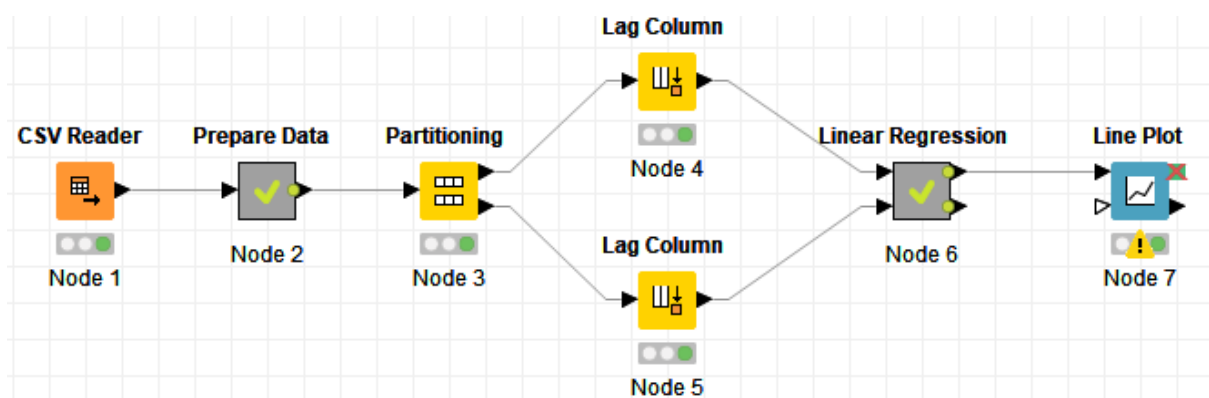 Lag Column
Node 4
CSV Reader
Node 1
Prepare Data
Node 2
Partitioning
Node 3
Lag Column
Node 5
Linear Regression
Node 6
Line Plot
Node 7